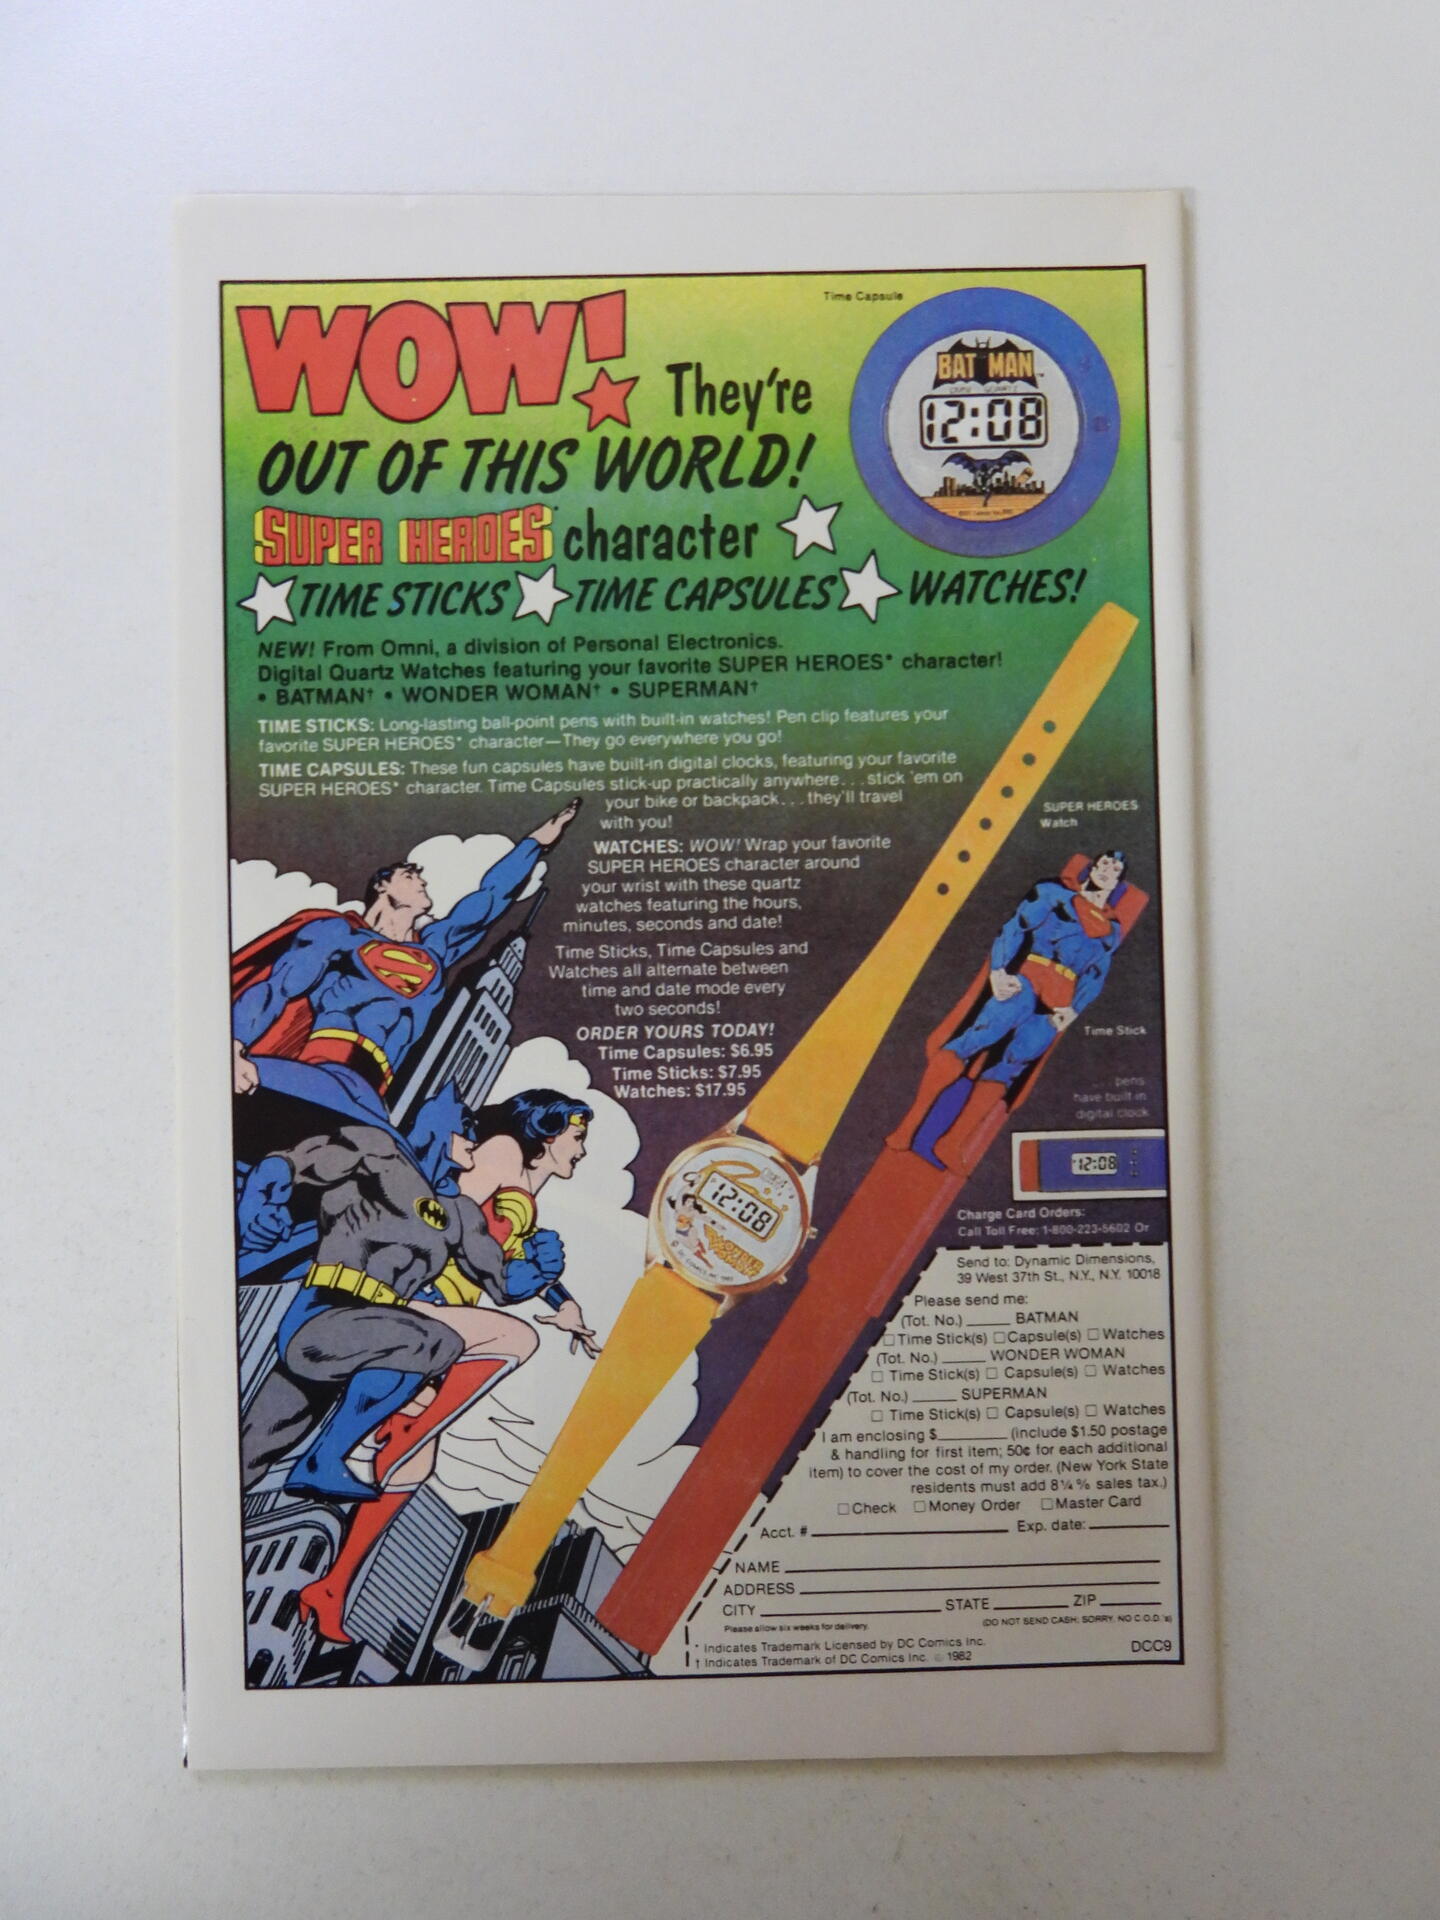 WOW! They're
OUT OF THIS WORLD!
SUPER HEROES* character
TIME STICKS TIME CAPSULES WATCHES!
Time Capsule
BATMAN
12:08
NEW! From Omni, a division of Personal Electronics.
Digital Quartz Watches featuring your favorite SUPER HEROES* character!
• BATMAN† • WONDER WOMAN† • SUPERMAN†
TIME STICKS: Long-lasting ball-point pens with built-in watches! Pen clip features your
favorite SUPER HEROES* character—They go everywhere you go!
TIME CAPSULES: These fun capsules have built-in digital clocks, featuring your favorite
SUPER HEROES* character. Time Capsules stick-up practically anywhere...stick 'em on
your bike or backpack...they'll travel
with you!
WATCHES: WOW! Wrap your favorite
SUPER HEROES character around
your wrist with these quartz
watches featuring the hours,
minutes, seconds and date!
Time Sticks, Time Capsules and
Watches all alternate between
time and date mode every
two seconds!
ORDER YOURS TODAY!
Time Capsules: $6.95
Time Sticks: $7.95
Watches: $17.95
SUPER HEROES
Watch
Time Stick
... pens
have built in
digital clock
12:08
12:08
WONDER
WOMAN
Charge Card Orders:
Call Toll Free: 1-800-223-5602 Or
Send to: Dynamic Dimensions,
39 West 37th St., N.Y., N.Y. 10018
Please send me:
(Tot. No.) ______ BATMAN
□ Time Stick(s) □ Capsule(s) □ Watches
(Tot. No.) ______ WONDER WOMAN
□ Time Stick(s) □ Capsule(s) □ Watches
(Tot. No.) ______ SUPERMAN
□ Time Stick(s) □ Capsule(s) □ Watches
I am enclosing $________ (include $1.50 postage
& handling for first item; 50¢ for each additional
item) to cover the cost of my order. (New York State
residents must add 8¼% sales tax.)
□ Check □ Money Order □ Master Card
Acct. # ____________ Exp. date: ________
NAME ____________
ADDRESS ____________
CITY ____________ STATE ______ ZIP ______
Please allow six weeks for delivery. (DO NOT SEND CASH; SORRY, NO C.O.D.'s)
* Indicates Trademark Licensed by DC Comics Inc.
† Indicates Trademark of DC Comics Inc. © 1982
DCC9